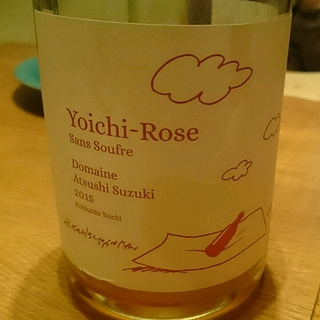 Yoichi-Rose
Sans Soufre
Domaine
Atsushi Suzuki
2015
Hokkaido Yoichi